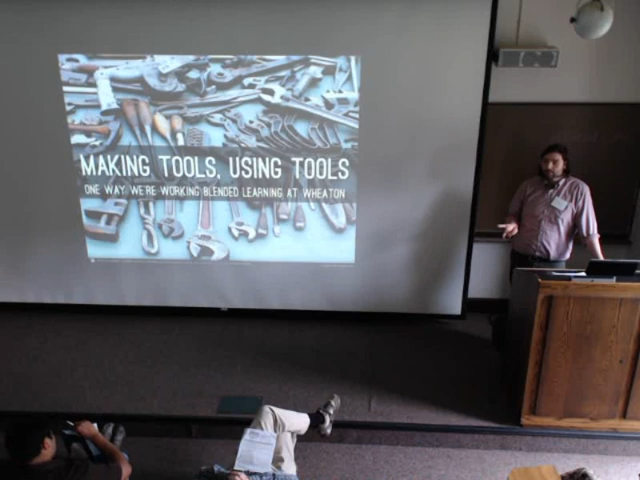 MAKING TOOLS, USING TOOLS
ONE WAY WE'RE WORKING BLENDED LEARNING AT WHEATON